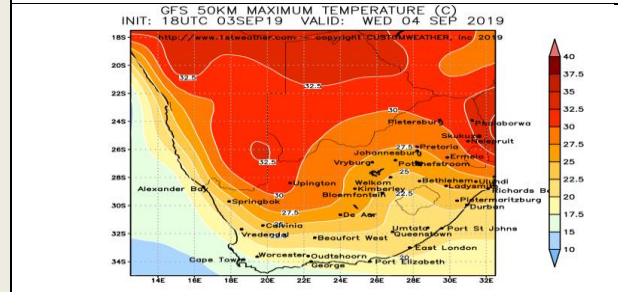 GFS 50KM MAXIMUM TEMPERATURE (C)
INIT: 18UTC 03SEP19 VALID: WED 04 SEP 2019
http://www.1stweather.com — copyright CUSTOMWEATHER, Inc 2019
18S
20S
22S
24S
26S
28S
30S
32S
34S
14E 16E 18E 20E 22E 24E 26E 28E 30E 32E
32.5
32.5
32.5
30
32.5
27.5
25
22.5
30
27.5
25
20
Pietersburg
Phalaborwa
Skukuza
Nelspruit
Pretoria
Johannesburg
Ermelo
Vryburg
Potchefstroom
Welkom
Bethlehem
Ulundi
Kimberley
Ladysmith
Alexander Bay
Upington
Bloemfontein
Richards B
Springbok
Pietermaritzburg
Durban
De Aar
Calvinia
Umtata
Port St Johns
Vredendal
Beaufort West
Queenstown
East London
Worcester
Oudtshoorn
Cape Town
George
Port Elizabeth
40
37.5
35
32.5
30
27.5
25
22.5
20
17.5
15
10